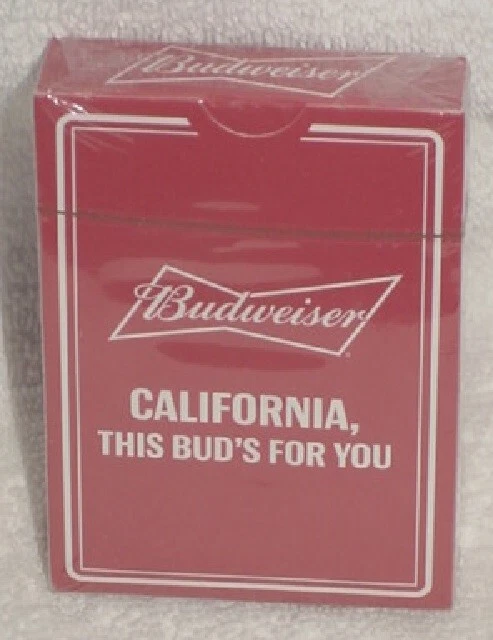 Budweiser
Budweiser
CALIFORNIA,
THIS BUD'S FOR YOU